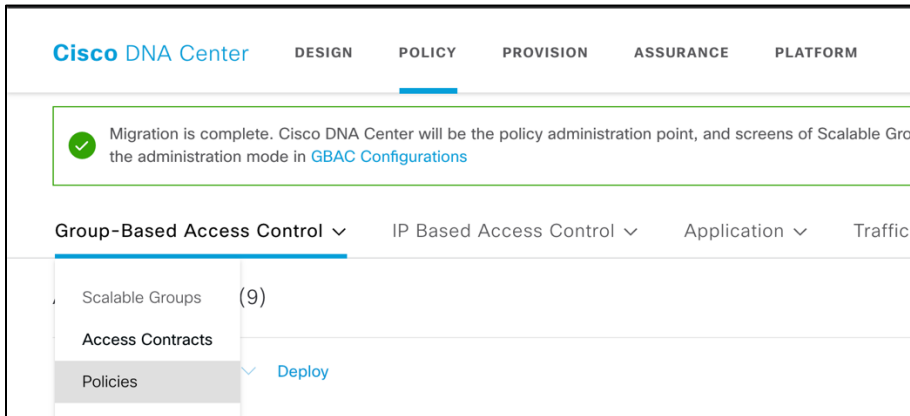 Cisco DNA Center DESIGN POLICY PROVISION ASSURANCE PLATFORM
Migration is complete. Cisco DNA Center will be the policy administration point, and screens of Scalable Gro
the administration mode in GBAC Configurations
Group-Based Access Control IP Based Access Control Application Traffic
(9)
Scalable Groups
Access Contracts
Deploy
Policies